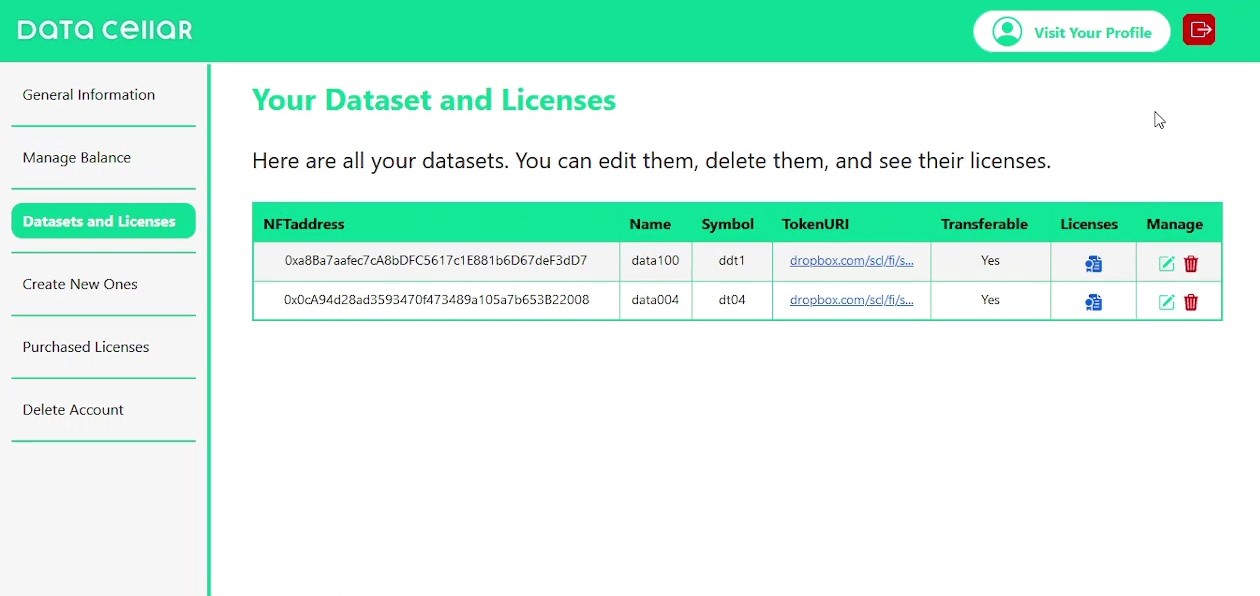 DATA CELLAR
Visit Your Profile
General Information
Manage Balance
Datasets and Licenses
Create New Ones
Purchased Licenses
Delete Account
Your Dataset and Licenses
Here are all your datasets. You can edit them, delete them, and see their licenses.
NFTaddress Name Symbol TokenURI Transferable Licenses Manage
0xa8Ba7aafec7cA8bDFC5617c1E881b6D67deF3dD7 data100 ddt1 dropbox.com/scl/fi/s... Yes
0x0cA94d28ad3593470f473489a105a7b653B22008 data004 dt04 dropbox.com/scl/fi/s... Yes